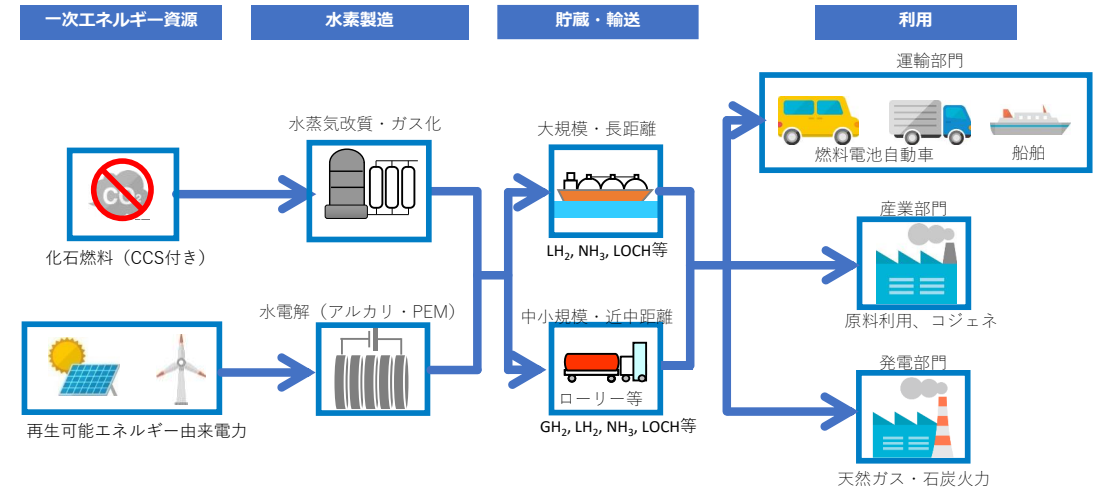 一次エネルギー資源
水素製造
貯蔵・輸送
利用
運輸部門
燃料電池自動車
船舶
水蒸気改質・ガス化
大規模・長距離
CO₂
化石燃料（CCS付き）
LH₂, NH₃, LOCH等
産業部門
原料利用、コジェネ
水電解（アルカリ・PEM）
中小規模・近中距離
ローリー等
GH₂, LH₂, NH₃, LOCH等
再生可能エネルギー由来電力
発電部門
天然ガス・石炭火力